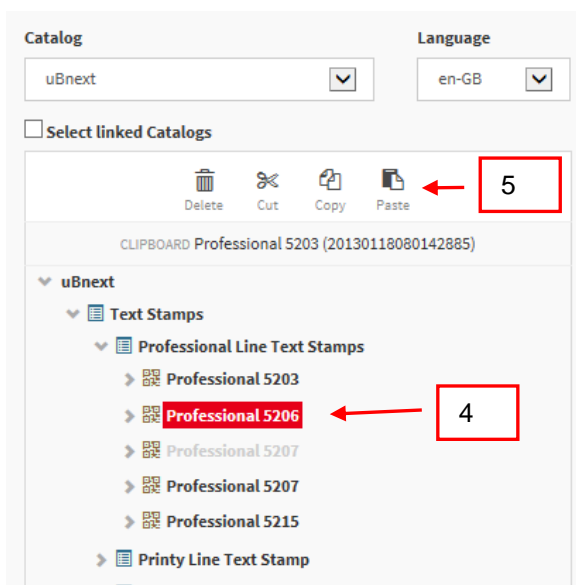 Catalog Language
uBnext en-GB
Select linked Catalogs
Delete Cut Copy Paste 5
CLIPBOARD Professional 5203 (20130118080142885)
uBnext
Text Stamps
Professional Line Text Stamps
Professional 5203
Professional 5206 4
Professional 5207
Professional 5207
Professional 5215
Printy Line Text Stamp